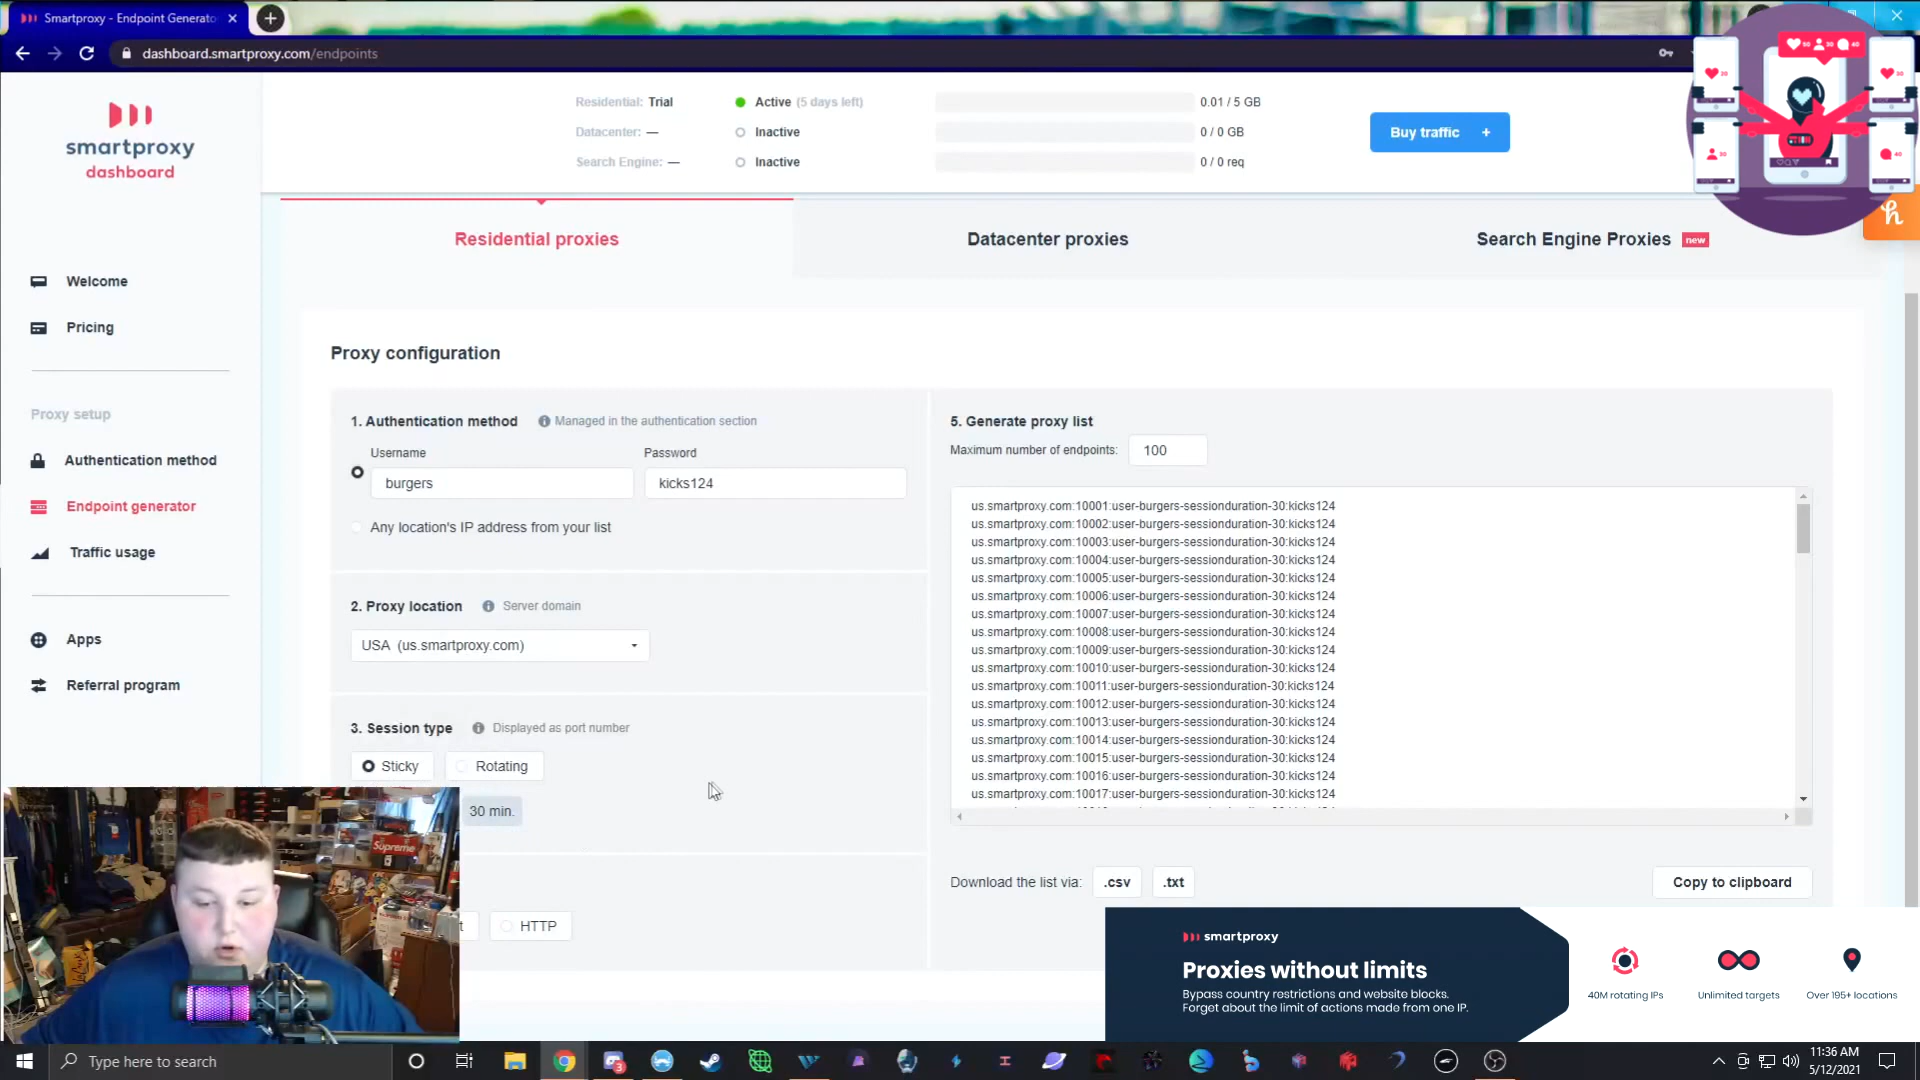 Smartproxy - Endpoint Generato
dashboard.smartproxy.com/endpoints
smartproxy
dashboard
Residential: Trial
Active (5 days left)
0.01 / 5 GB
Datacenter: —
Inactive
0 / 0 GB
Search Engine: —
Inactive
0 / 0 req
Buy traffic +
Residential proxies
Datacenter proxies
Search Engine Proxies new
Welcome
Pricing
Proxy setup
Authentication method
Endpoint generator
Traffic usage
Apps
Referral program
Proxy configuration
1. Authentication method
Managed in the authentication section
Username
Password
burgers
kicks124
Any location's IP address from your list
2. Proxy location
Server domain
USA (us.smartproxy.com)
3. Session type
Displayed as port number
Sticky
Rotating
30 min.
HTTP
5. Generate proxy list
Maximum number of endpoints: 100
us.smartproxy.com:10001:user-burgers-sessionduration-30:kicks124
us.smartproxy.com:10002:user-burgers-sessionduration-30:kicks124
us.smartproxy.com:10003:user-burgers-sessionduration-30:kicks124
us.smartproxy.com:10004:user-burgers-sessionduration-30:kicks124
us.smartproxy.com:10005:user-burgers-sessionduration-30:kicks124
us.smartproxy.com:10006:user-burgers-sessionduration-30:kicks124
us.smartproxy.com:10007:user-burgers-sessionduration-30:kicks124
us.smartproxy.com:10008:user-burgers-sessionduration-30:kicks124
us.smartproxy.com:10009:user-burgers-sessionduration-30:kicks124
us.smartproxy.com:10010:user-burgers-sessionduration-30:kicks124
us.smartproxy.com:10011:user-burgers-sessionduration-30:kicks124
us.smartproxy.com:10012:user-burgers-sessionduration-30:kicks124
us.smartproxy.com:10013:user-burgers-sessionduration-30:kicks124
us.smartproxy.com:10014:user-burgers-sessionduration-30:kicks124
us.smartproxy.com:10015:user-burgers-sessionduration-30:kicks124
us.smartproxy.com:10016:user-burgers-sessionduration-30:kicks124
us.smartproxy.com:10017:user-burgers-sessionduration-30:kicks124
Download the list via: .csv .txt
Copy to clipboard
Supreme
smartproxy
Proxies without limits
Bypass country restrictions and website blocks.
Forget about the limit of actions made from one IP.
40M rotating IPs
Unlimited targets
Over 195+ locations
Type here to search
3
11:36 AM
5/12/2021